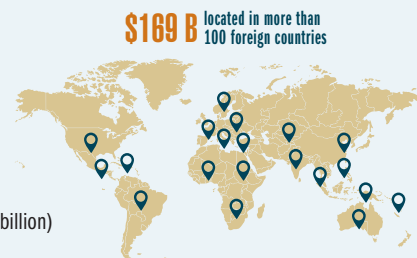 $169 B located in more than
100 foreign countries
billion)